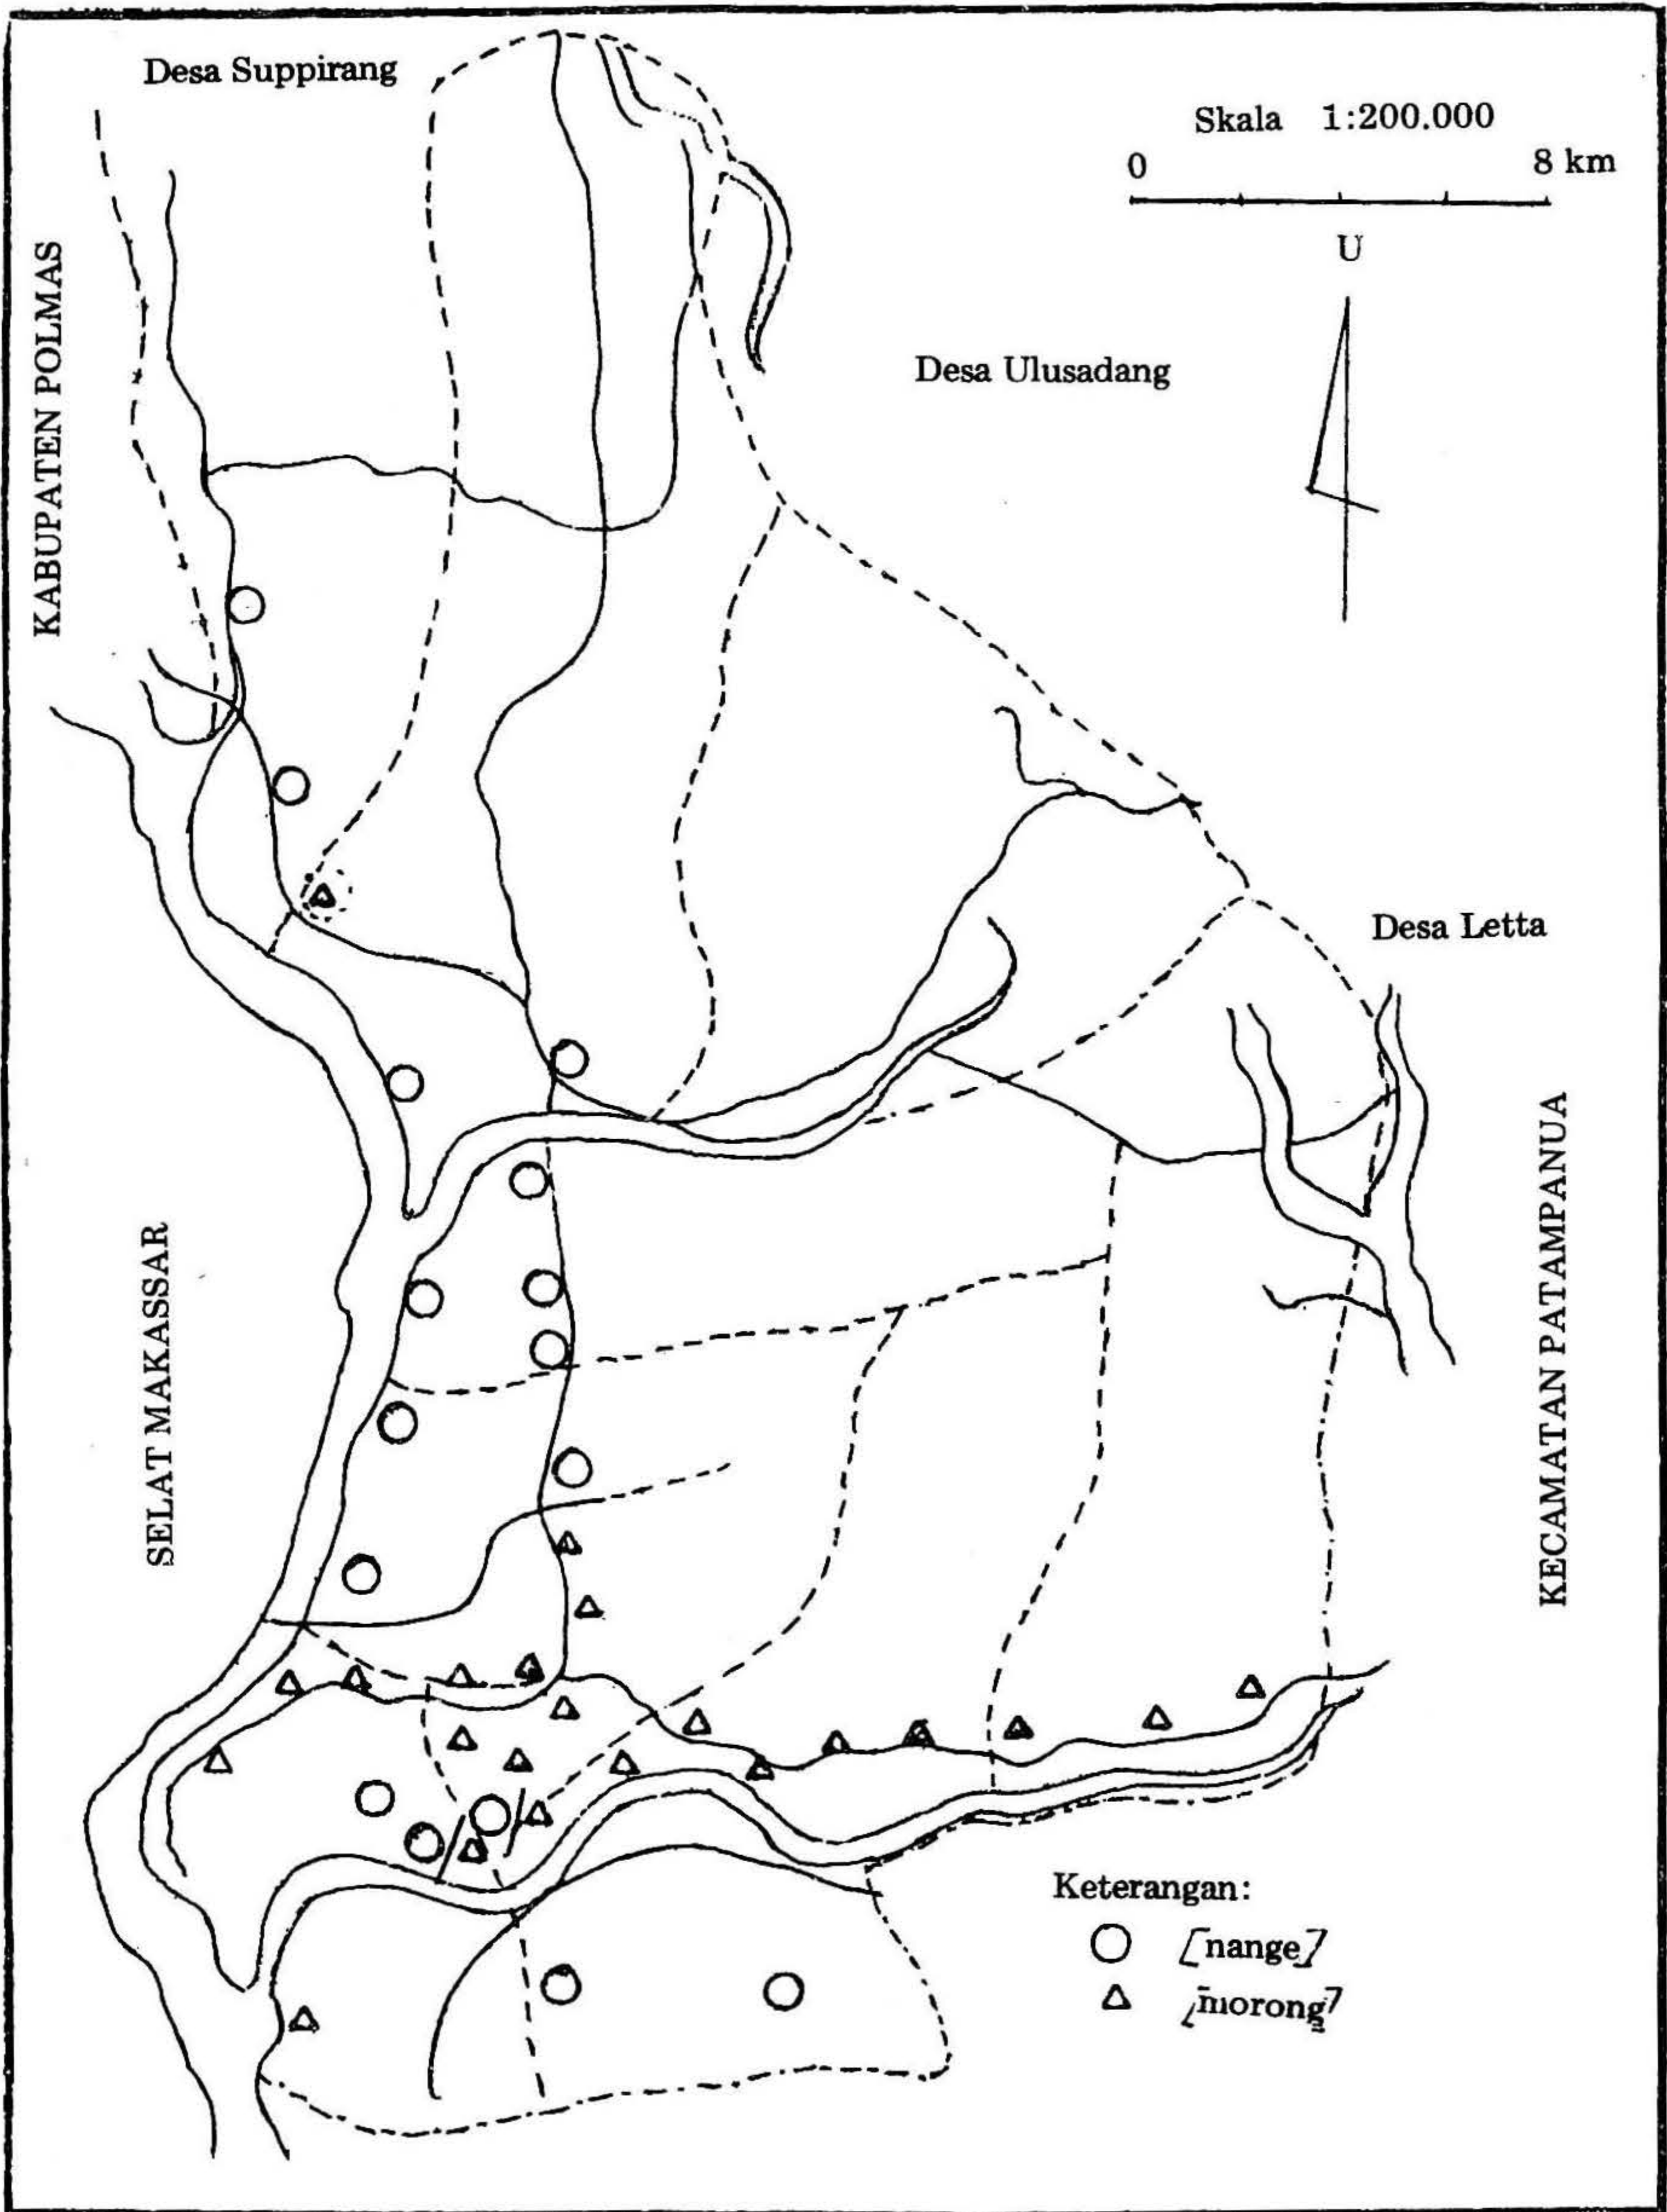 Desa Suppirang
Skala 1:200.000
0 8 km
U
KABUPATEN POLMAS
Desa Ulusadang
Desa Letta
SELAT MAKASSAR
KECAMATAN PATAMPANUA
Keterangan:
[nange]
[morong]